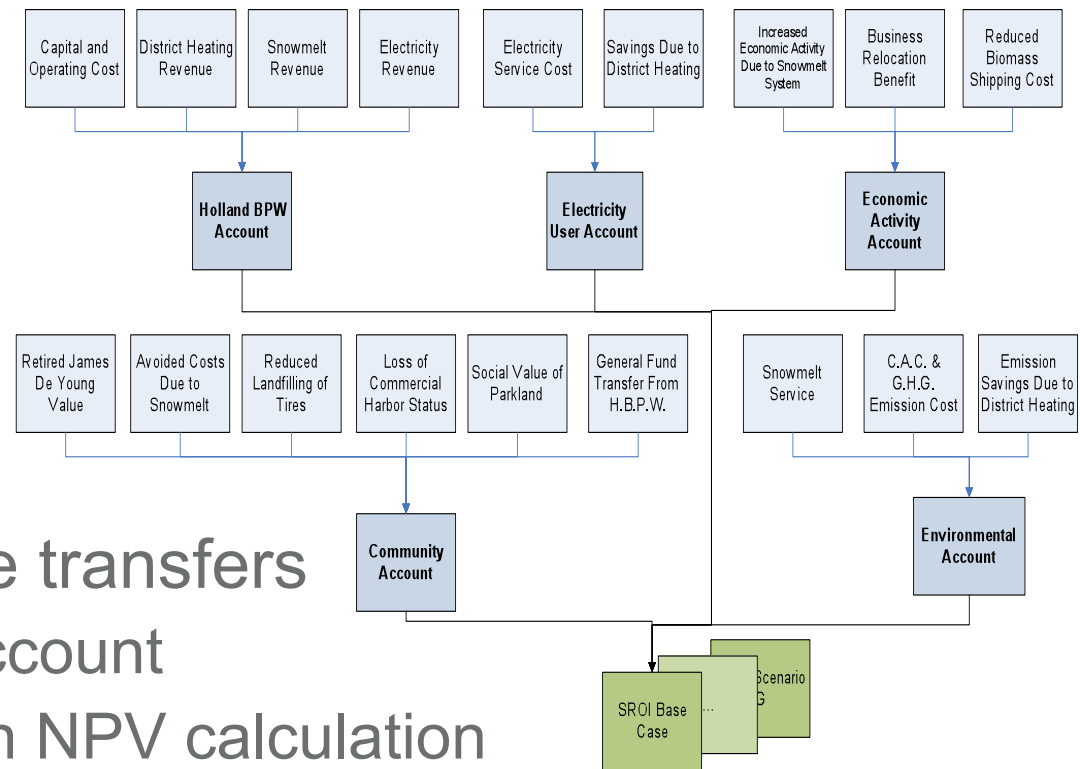 Capital and
Operating Cost
District Heating
Revenue
Snowmelt
Revenue
Electricity
Revenue
Electricity
Service Cost
Savings Due to
District Heating
Increased
Economic Activity
Due to Snowmelt
System
Business
Relocation
Benefit
Reduced
Biomass
Shipping Cost
Holland BPW
Account
Electricity
User Account
Economic
Activity
Account
Retired James
De Young
Value
Avoided Costs
Due to
Snowmelt
Reduced
Landfilling of
Tires
Loss of
Commercial
Harbor Status
Social Value of
Parkland
General Fund
Transfer From
H.B.P.W.
Snowmelt
Service
C.A.C. &
G.H.G.
Emission Cost
Emission
Savings Due to
District Heating
Community
Account
Environmental
Account
e transfers
ccount
n NPV calculation
SROI Base
Case
...
Scenario
G